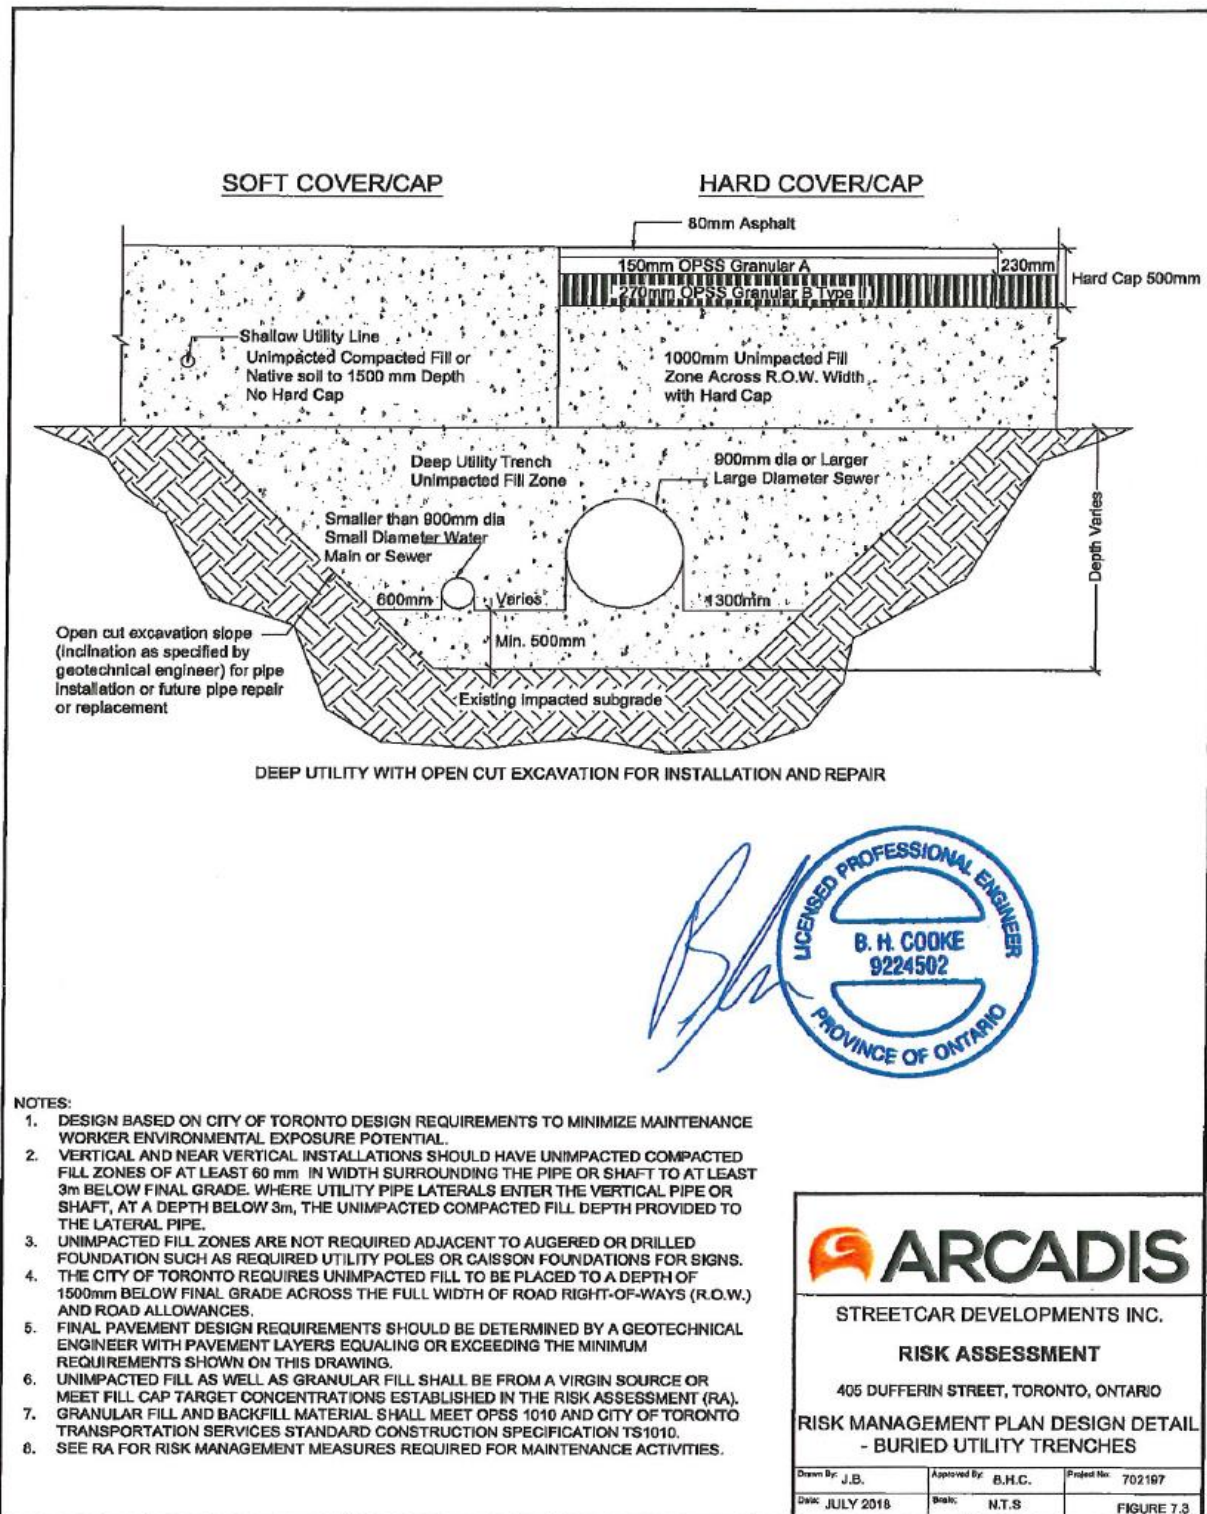 SOFT COVER/CAP
HARD COVER/CAP
80mm Asphalt
150mm OPSS Granular A
230mm
Hard Cap 500mm
270mm OPSS Granular B Type II
Shallow Utility Line
Unimpacted Compacted Fill or
Native soil to 1500 mm Depth
No Hard Cap
1000mm Unimpacted Fill
Zone Across R.O.W. Width
with Hard Cap
Deep Utility Trench
Unimpacted Fill Zone
900mm dia or Larger
Large Diameter Sewer
Smaller than 900mm dia
Small Diameter Water
Main or Sewer
Depth Varies
600mm
Varies
1300mm
Min. 500mm
Open cut excavation slope
(inclination as specified by
geotechnical engineer) for pipe
installation or future pipe repair
or replacement
Existing impacted subgrade
DEEP UTILITY WITH OPEN CUT EXCAVATION FOR INSTALLATION AND REPAIR
LICENSED PROFESSIONAL ENGINEER
B. H. COOKE
9224502
PROVINCE OF ONTARIO
NOTES:
1. DESIGN BASED ON CITY OF TORONTO DESIGN REQUIREMENTS TO MINIMIZE MAINTENANCE
WORKER ENVIRONMENTAL EXPOSURE POTENTIAL.
2. VERTICAL AND NEAR VERTICAL INSTALLATIONS SHOULD HAVE UNIMPACTED COMPACTED
FILL ZONES OF AT LEAST 60 mm IN WIDTH SURROUNDING THE PIPE OR SHAFT TO AT LEAST
3m BELOW FINAL GRADE. WHERE UTILITY PIPE LATERALS ENTER THE VERTICAL PIPE OR
SHAFT, AT A DEPTH BELOW 3m, THE UNIMPACTED COMPACTED FILL DEPTH PROVIDED TO
THE LATERAL PIPE.
3. UNIMPACTED FILL ZONES ARE NOT REQUIRED ADJACENT TO AUGERED OR DRILLED
FOUNDATION SUCH AS REQUIRED UTILITY POLES OR CAISSON FOUNDATIONS FOR SIGNS.
4. THE CITY OF TORONTO REQUIRES UNIMPACTED FILL TO BE PLACED TO A DEPTH OF
1500mm BELOW FINAL GRADE ACROSS THE FULL WIDTH OF ROAD RIGHT-OF-WAYS (R.O.W.)
AND ROAD ALLOWANCES.
5. FINAL PAVEMENT DESIGN REQUIREMENTS SHOULD BE DETERMINED BY A GEOTECHNICAL
ENGINEER WITH PAVEMENT LAYERS EQUALING OR EXCEEDING THE MINIMUM
REQUIREMENTS SHOWN ON THIS DRAWING.
6. UNIMPACTED FILL AS WELL AS GRANULAR FILL SHALL BE FROM A VIRGIN SOURCE OR
MEET FILL CAP TARGET CONCENTRATIONS ESTABLISHED IN THE RISK ASSESSMENT (RA).
7. GRANULAR FILL AND BACKFILL MATERIAL SHALL MEET OPSS 1010 AND CITY OF TORONTO
TRANSPORTATION SERVICES STANDARD CONSTRUCTION SPECIFICATION TS1010.
8. SEE RA FOR RISK MANAGEMENT MEASURES REQUIRED FOR MAINTENANCE ACTIVITIES.
ARCADIS
STREETCAR DEVELOPMENTS INC.
RISK ASSESSMENT
405 DUFFERIN STREET, TORONTO, ONTARIO
RISK MANAGEMENT PLAN DESIGN DETAIL
- BURIED UTILITY TRENCHES
Drawn By: J.B.
Approved By: B.H.C.
Project No: 702197
Date: JULY 2018
Scale: N.T.S
FIGURE 7.3